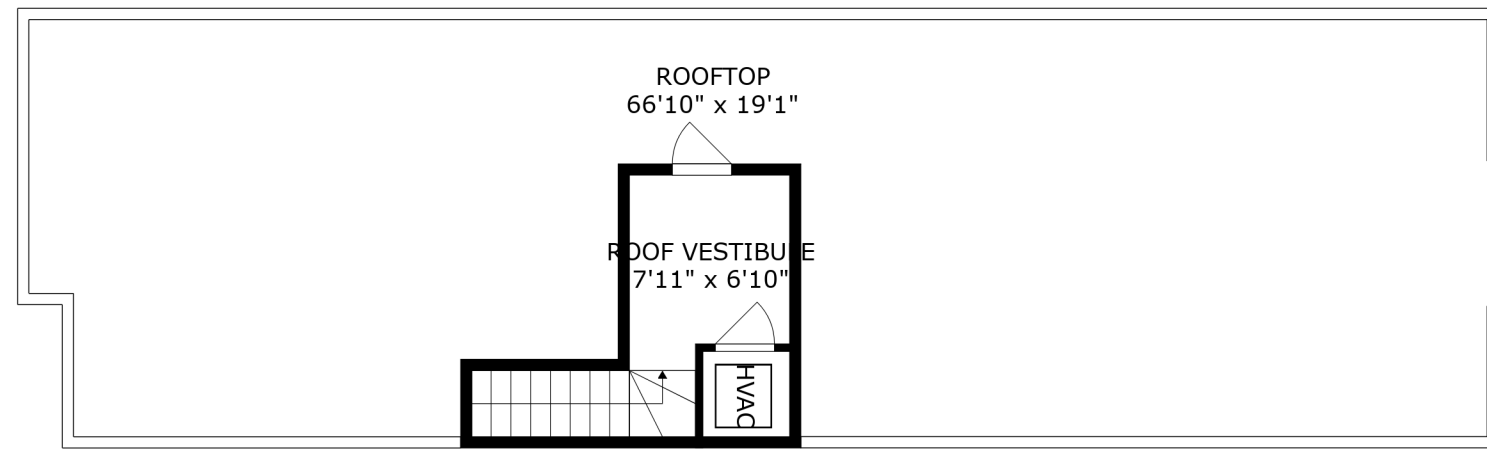 ROOFTOP
66'10" x 19'1"
ROOF VESTIBULE
7'11" x 6'10"
HVAC